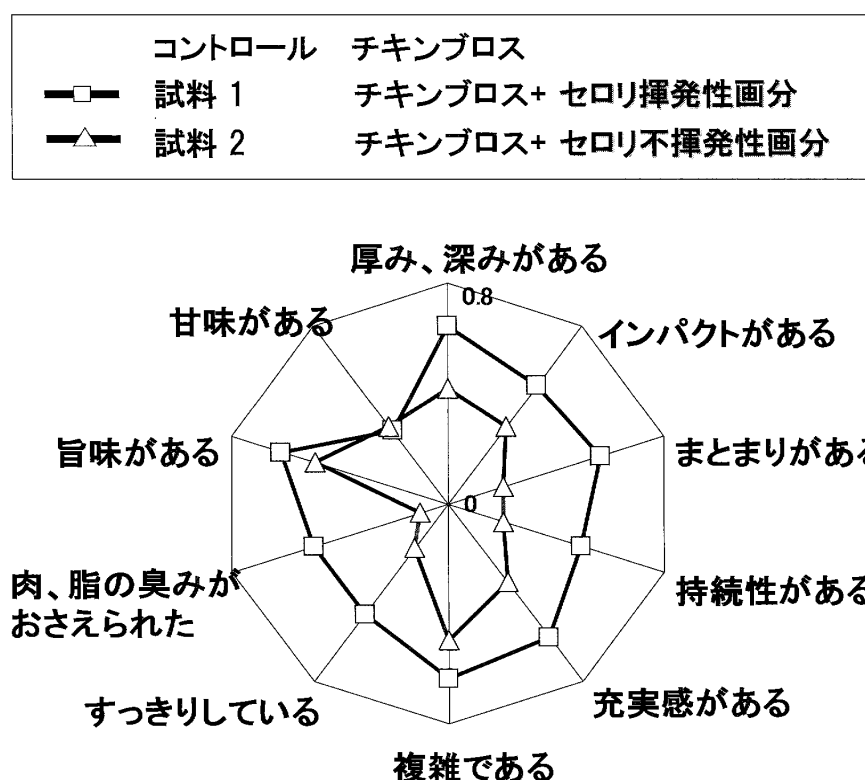 コントロール チキンブロス
試料 1 チキンブロス+ セロリ揮発性画分
試料 2 チキンブロス+ セロリ不揮発性画分
厚み、深みがある
0.8
甘味がある
インパクトがある
旨味がある
まとまりがある
0
肉、脂の臭みが
おさえられた
持続性がある
すっきりしている
充実感がある
複雑である